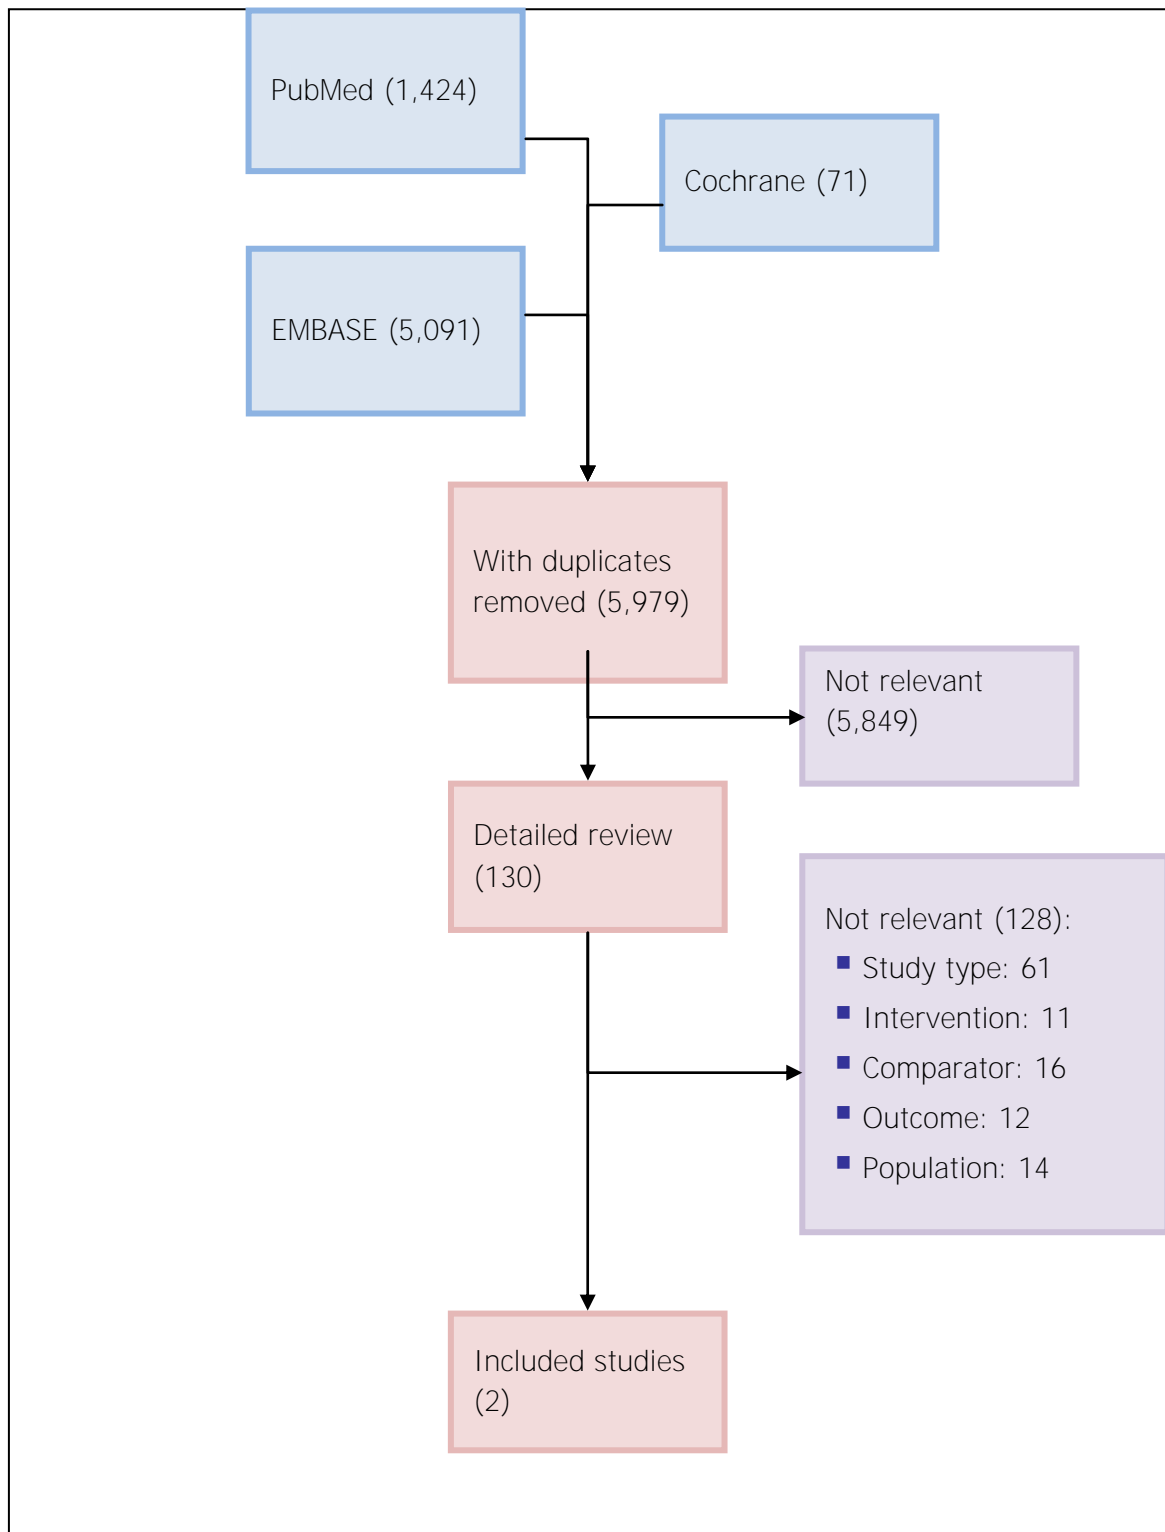 PubMed (1,424)
Cochrane (71)
EMBASE (5,091)
With duplicates
removed (5,979)
Not relevant
(5,849)
Detailed review
(130)
Not relevant (128):
Study type: 61
Intervention: 11
Comparator: 16
Outcome: 12
Population: 14
Included studies
(2)